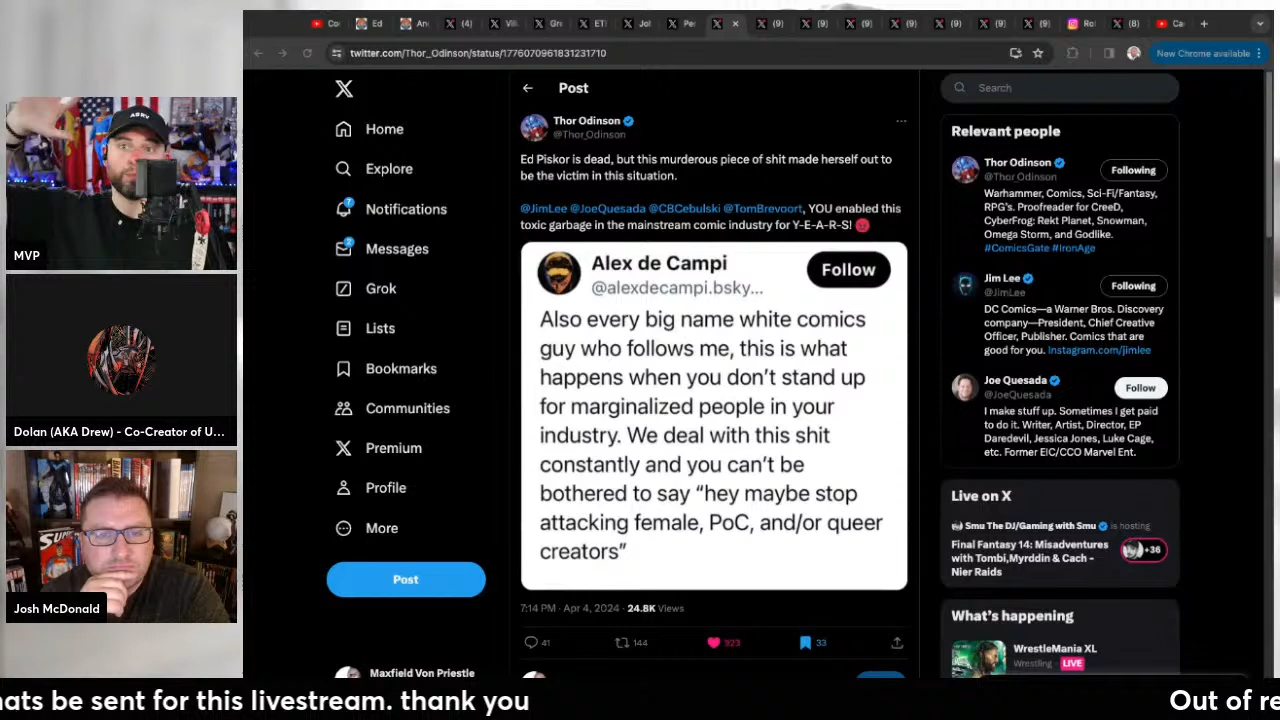 (4)
(9)
(9)
(9)
(9)
(9)
(9)
(9)
(8)
twitter.com/Thor_Odinson/status/1776070961831231710
New Chrome available
ABRV
MVP
Dolan (AKA Drew) - Co-Creator of U...
SUPER
Josh McDonald
Home
Explore
Notifications
Messages
Grok
Lists
Bookmarks
Communities
Premium
Profile
More
Post
Maxfield Von Priestle
Post
Thor Odinson
@Thor_Odinson
Ed Piskor is dead, but this murderous piece of shit made herself out to
be the victim in this situation.
@JimLee @JoeQuesada @CBCebulski @TomBrevoort, YOU enabled this
toxic garbage in the mainstream comic industry for Y-E-A-R-S!
Alex de Campi
@alexdecampi.bsky...
Follow
Also every big name white comics
guy who follows me, this is what
happens when you don't stand up
for marginalized people in your
industry. We deal with this shit
constantly and you can't be
bothered to say "hey maybe stop
attacking female, PoC, and/or queer
creators"
7:14 PM · Apr 4, 2024 · 24.8K Views
41
144
323
33
Search
Relevant people
Thor Odinson
@Thor_Odinson
Following
Warhammer, Comics, Sci-Fi/Fantasy,
RPG's. Proofreader for CreeD,
CyberFrog: Rekt Planet, Snowman,
Omega Storm, and Godlike.
#ComicsGate #IronAge
Jim Lee
@JimLee
Following
DC Comics—a Warner Bros. Discovery
company—President, Chief Creative
Officer, Publisher. Comics that are
good for you. Instagram.com/jimlee
Joe Quesada
@JoeQuesada
Follow
I make stuff up. Sometimes I get paid
to do it. Writer, Artist, Director, EP
Daredevil, Jessica Jones, Luke Cage,
etc. Former EIC/CCO Marvel Ent.
Live on X
Smu The DJ/Gaming with Smu is hosting
Final Fantasy 14: Misadventures
with Tombi,Myrddin & Cach -
Nier Raids
+36
What's happening
WrestleMania XL
Wrestling · LIVE
hats be sent for this livestream. thank you
Out of re